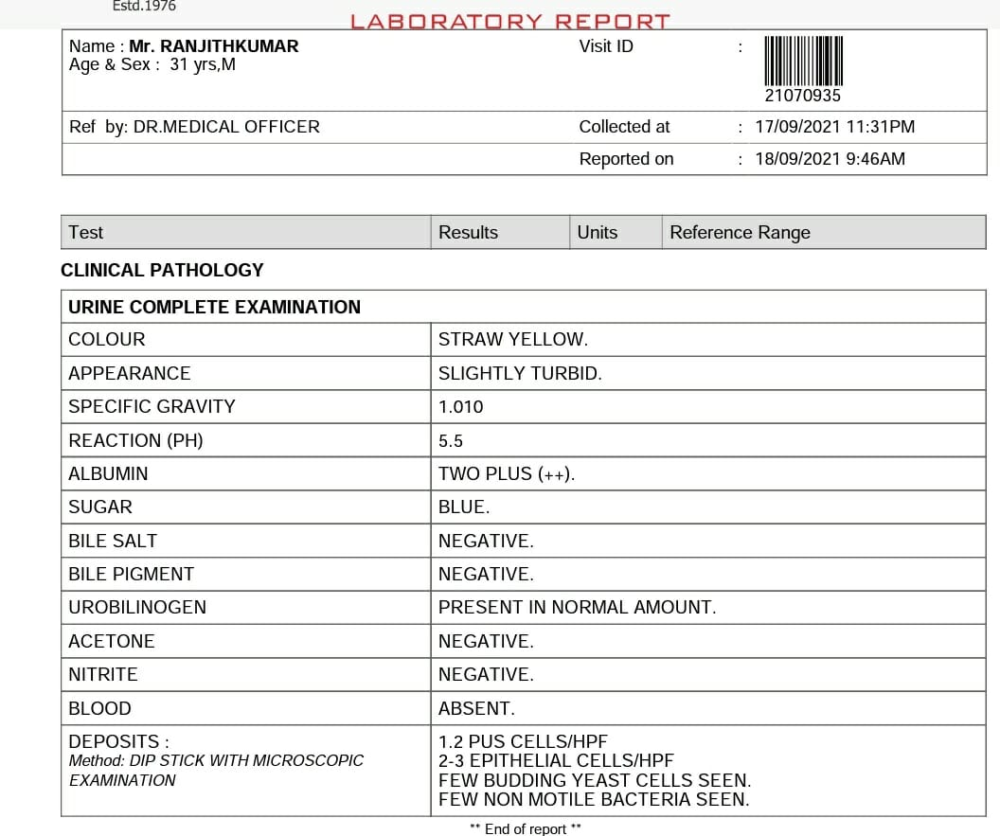 Estd.1976
LABORATORY REPORT
Name : Mr. RANJITHKUMAR
Age & Sex : 31 yrs,M
Visit ID :
21070935
Ref by: DR.MEDICAL OFFICER Collected at : 17/09/2021 11:31PM
Reported on : 18/09/2021 9:46AM
Test Results Units Reference Range
CLINICAL PATHOLOGY
URINE COMPLETE EXAMINATION
COLOUR STRAW YELLOW.
APPEARANCE SLIGHTLY TURBID.
SPECIFIC GRAVITY 1.010
REACTION (PH) 5.5
ALBUMIN TWO PLUS (++).
SUGAR BLUE.
BILE SALT NEGATIVE.
BILE PIGMENT NEGATIVE.
UROBILINOGEN PRESENT IN NORMAL AMOUNT.
ACETONE NEGATIVE.
NITRITE NEGATIVE.
BLOOD ABSENT.
DEPOSITS : 1.2 PUS CELLS/HPF
Method: DIP STICK WITH MICROSCOPIC 2-3 EPITHELIAL CELLS/HPF
EXAMINATION FEW BUDDING YEAST CELLS SEEN.
FEW NON MOTILE BACTERIA SEEN.
** End of report **